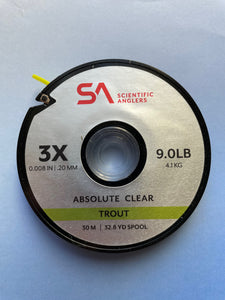 SA
SCIENTIFIC
ANGLERS
3X
0.008 IN | .20 MM
9.0LB
4.1 KG
ABSOLUTE CLEAR
TROUT
30 M | 32.8 YD SPOOL